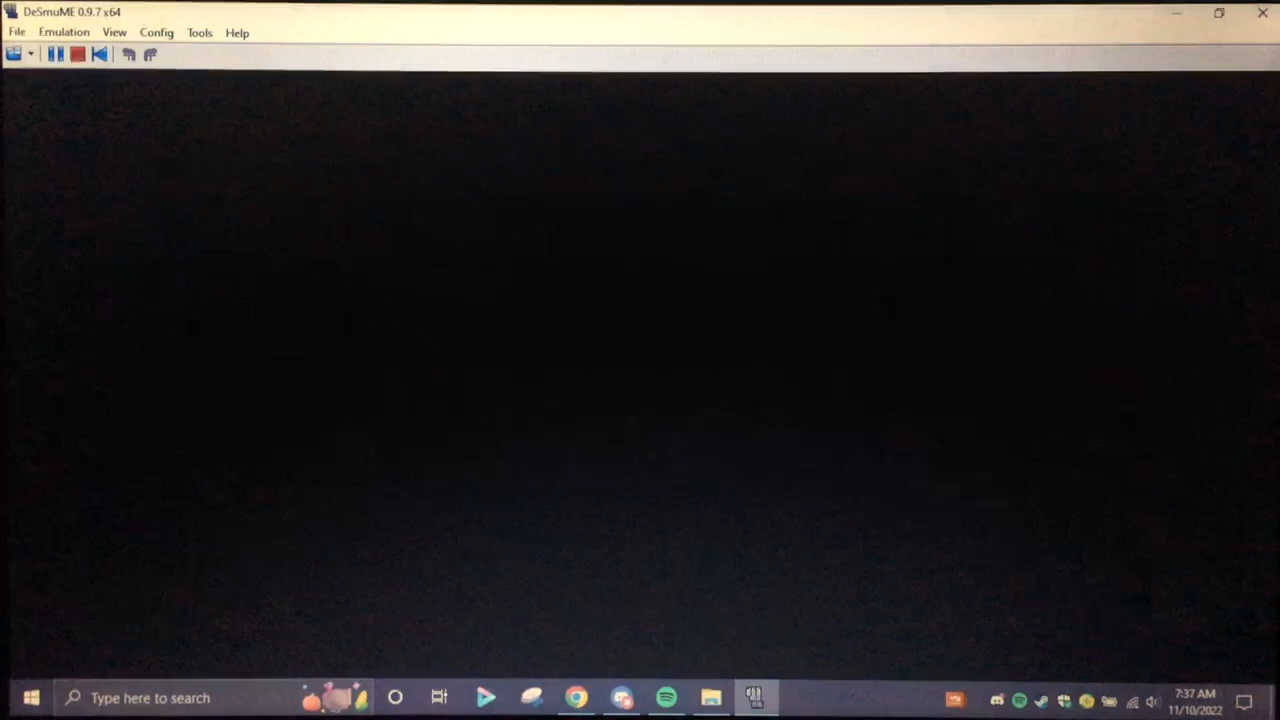 DeSmuME 0.9.7 x64
File Emulation View Config Tools Help
Type here to search
7:37 AM
11/10/2022